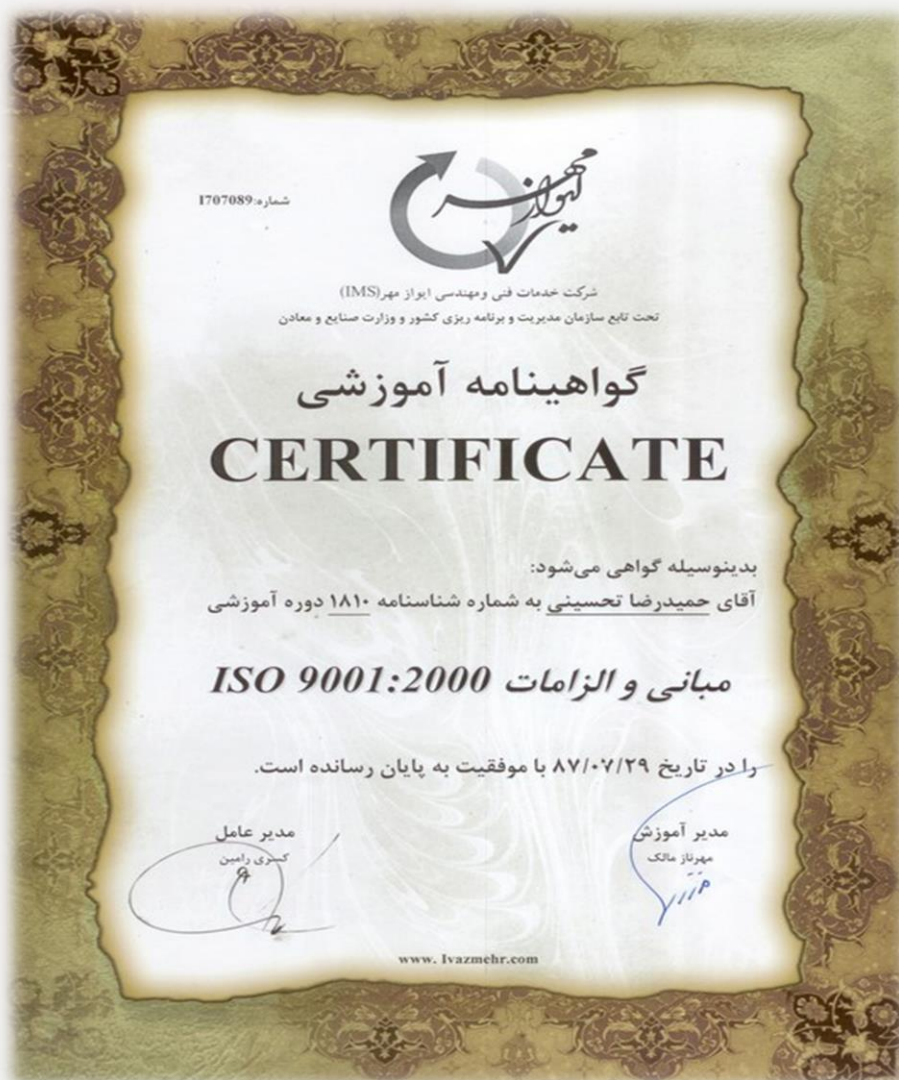 ایواز مهر
شماره:I707089
شرکت خدمات فنی ومهندسی ایواز مهر(IMS)
تحت تابع سازمان مدیریت و برنامه ریزی کشور و وزارت صنایع و معادن
گواهینامه آموزشی
CERTIFICATE
بدینوسیله گواهی می‌شود:
آقای حمیدرضا تحسینی به شماره شناسنامه ۱۸۱۰ دوره آموزشی
مبانی و الزامات ISO 9001:2000
را در تاریخ ۸۷/۰۷/۲۹ با موفقیت به پایان رسانده است.
مدیر آموزش
مهرناز مالک
مدیر عامل
کسری رامین
www. Ivazmehr.com